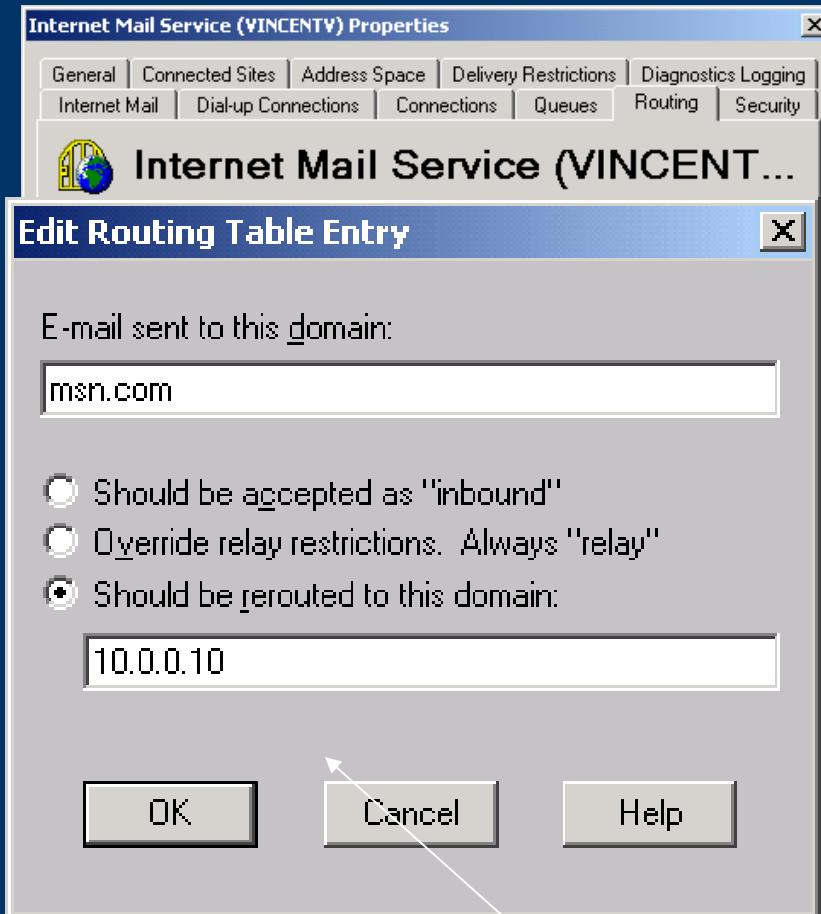 Internet Mail Service (VINCENTV) Properties
General Connected Sites Address Space Delivery Restrictions Diagnostics Logging
Internet Mail Dial-up Connections Connections Queues Routing Security
Internet Mail Service (VINCENT...
Edit Routing Table Entry
E-mail sent to this domain:
msn.com
Should be accepted as "inbound"
Override relay restrictions. Always "relay"
Should be rerouted to this domain:
10.0.0.10
OK Cancel Help